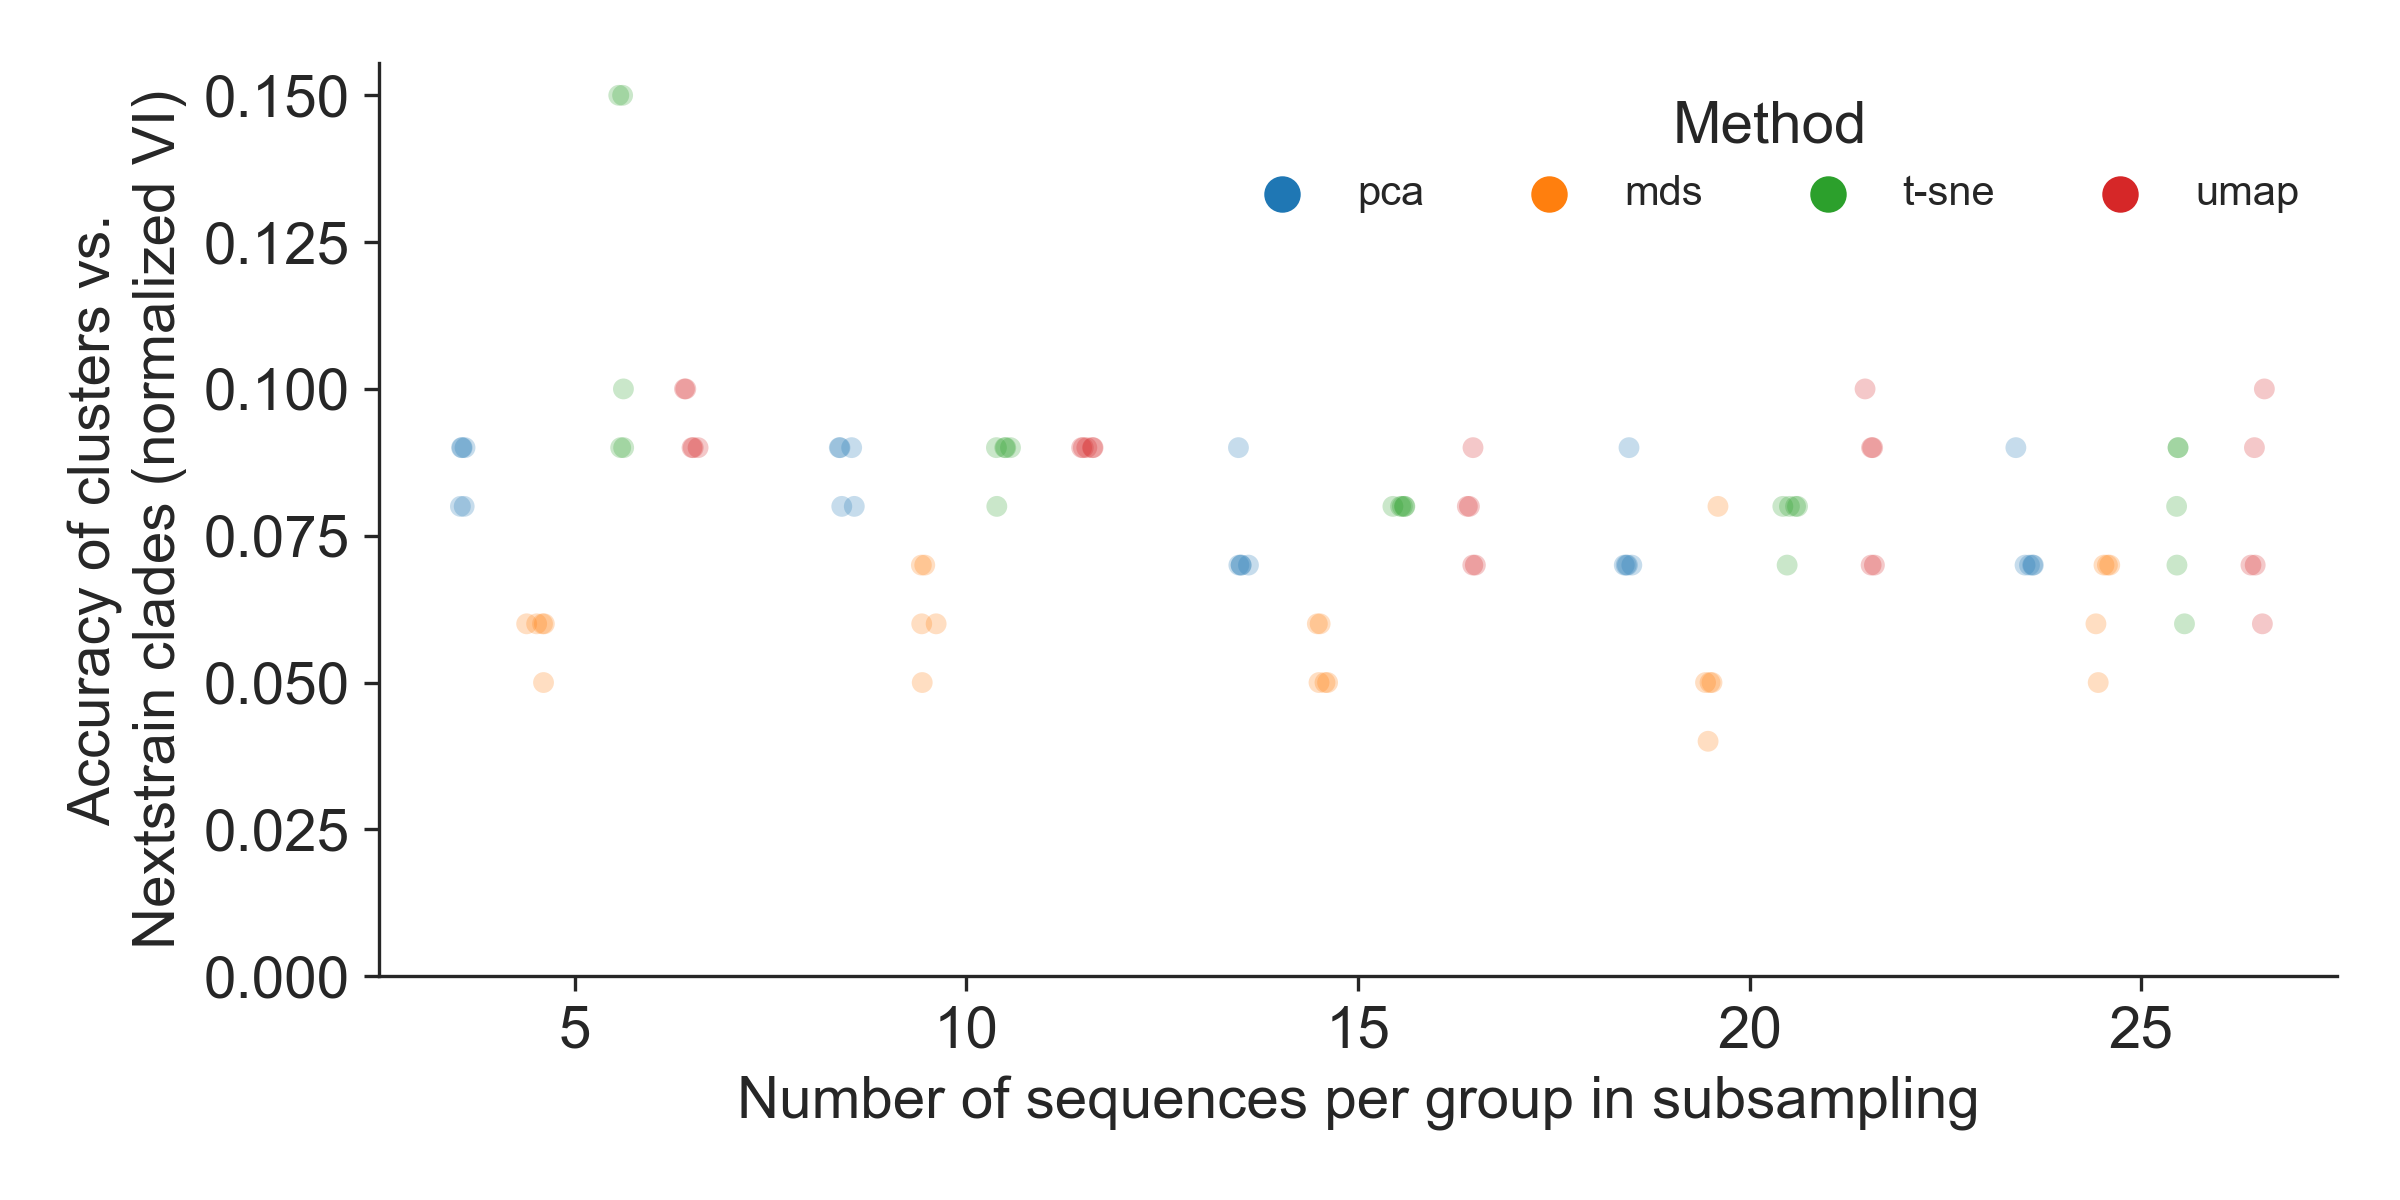 Accuracy of clusters vs.
Nextstrain clades (normalized VI)
0.150
0.125
0.100
0.075
0.050
0.025
0.000
Method
pca mds t-sne umap
5 10 15 20 25
Number of sequences per group in subsampling